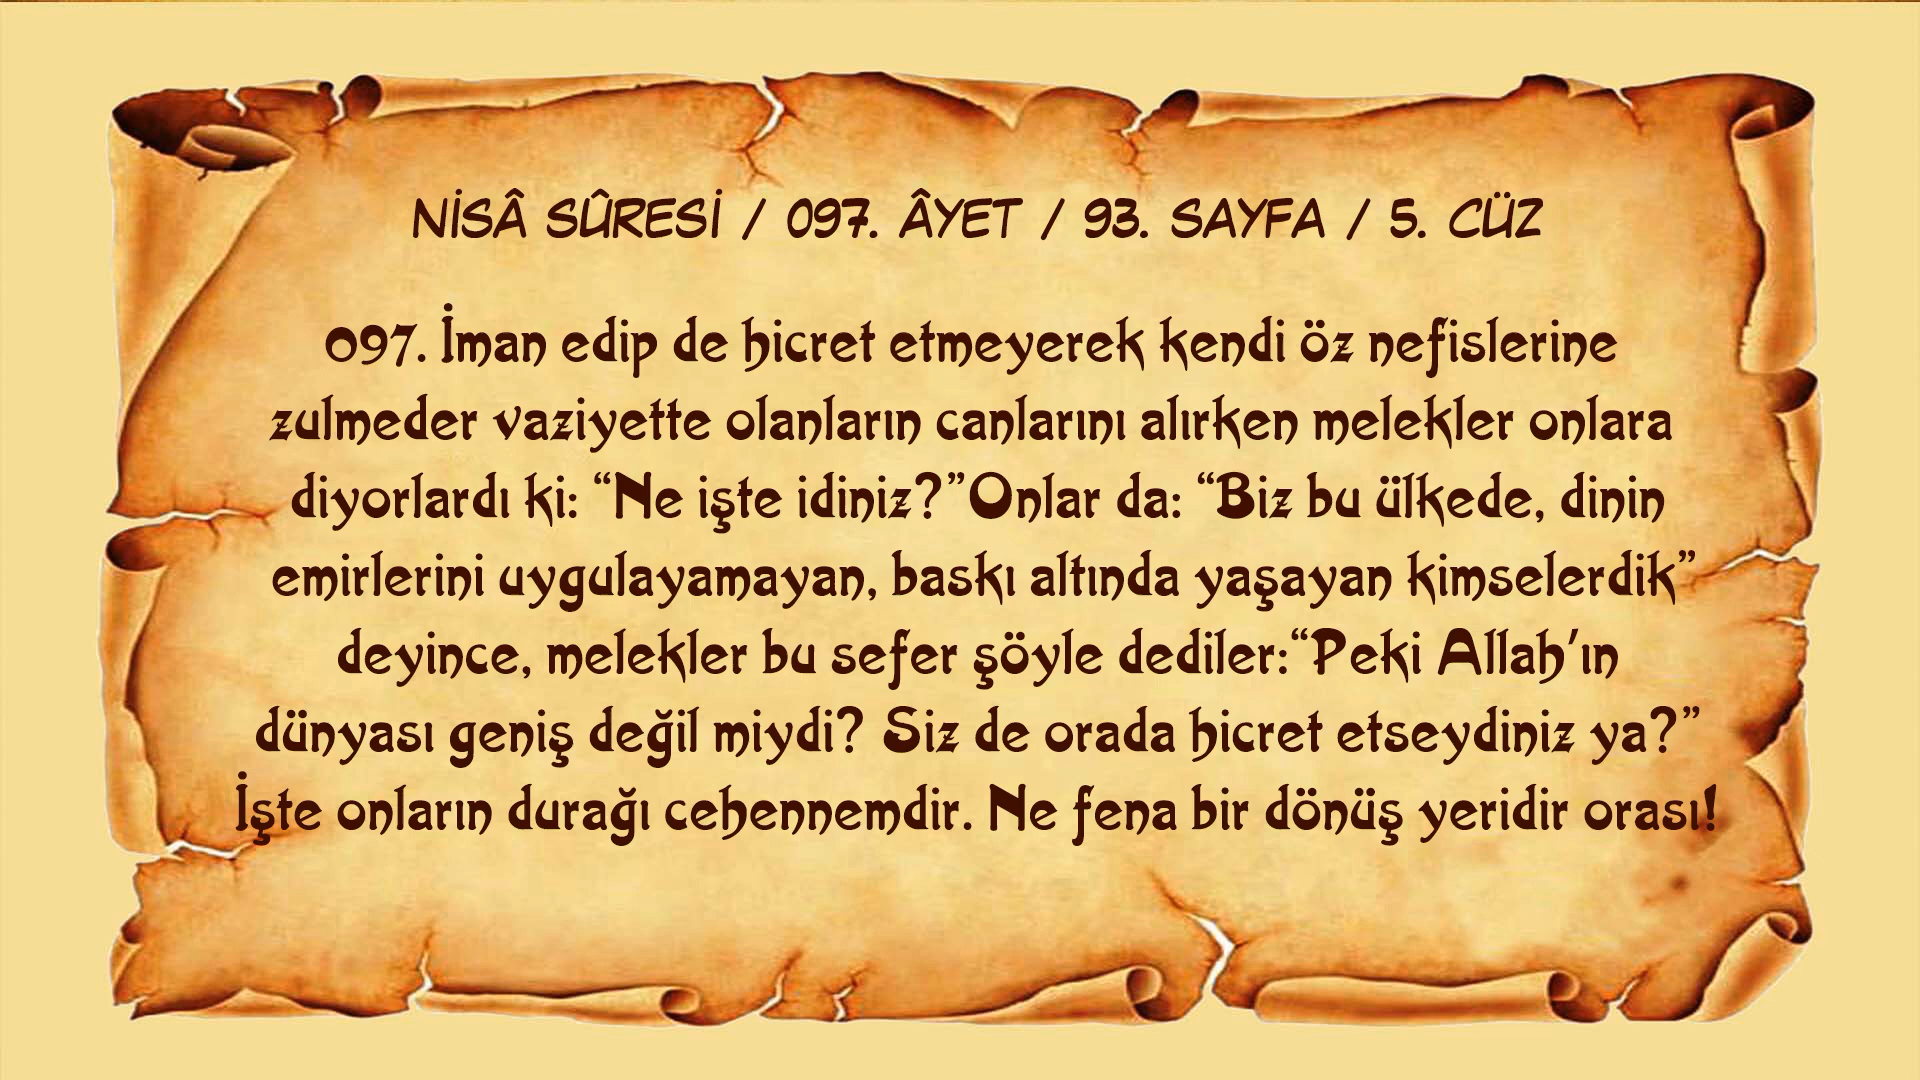 NİSÂ SÛRESİ / 097. ÂYET / 93. SAYFA / 5. CÜZ
097. İman edip de hicret etmeyerek kendi öz nefislerine
zulmeder vaziyette olanların canlarını alırken melekler onlara
diyorlardı ki: “Ne işte idiniz?”Onlar da: “Biz bu ülkede, dinin
emirlerini uygulayamayan, baskı altında yaşayan kimselerdik”
deyince, melekler bu sefer şöyle dediler:“Peki Allah'ın
dünyası geniş değil miydi? Siz de orada hicret etseydiniz ya?”
İşte onların durağı cehennemdir. Ne fena bir dönüş yeridir orası!